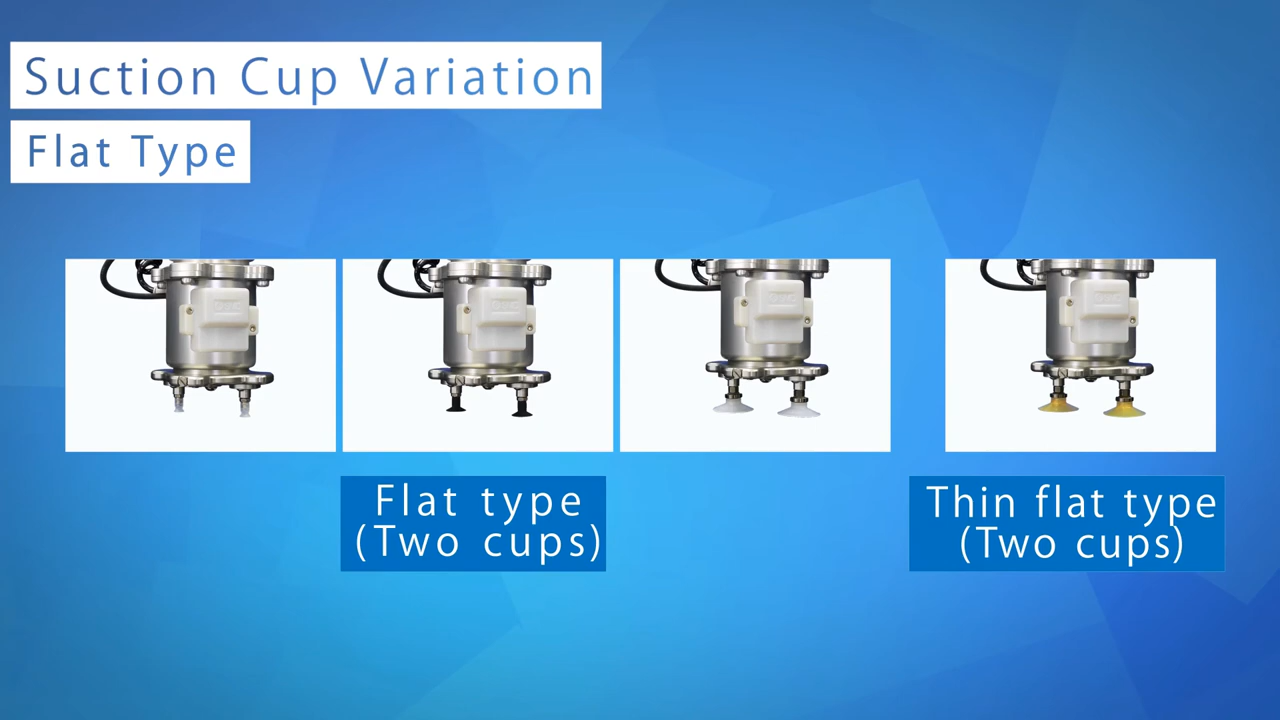 Suction Cup Variation
Flat Type
Flat type
(Two cups)
Thin flat type
(Two cups)